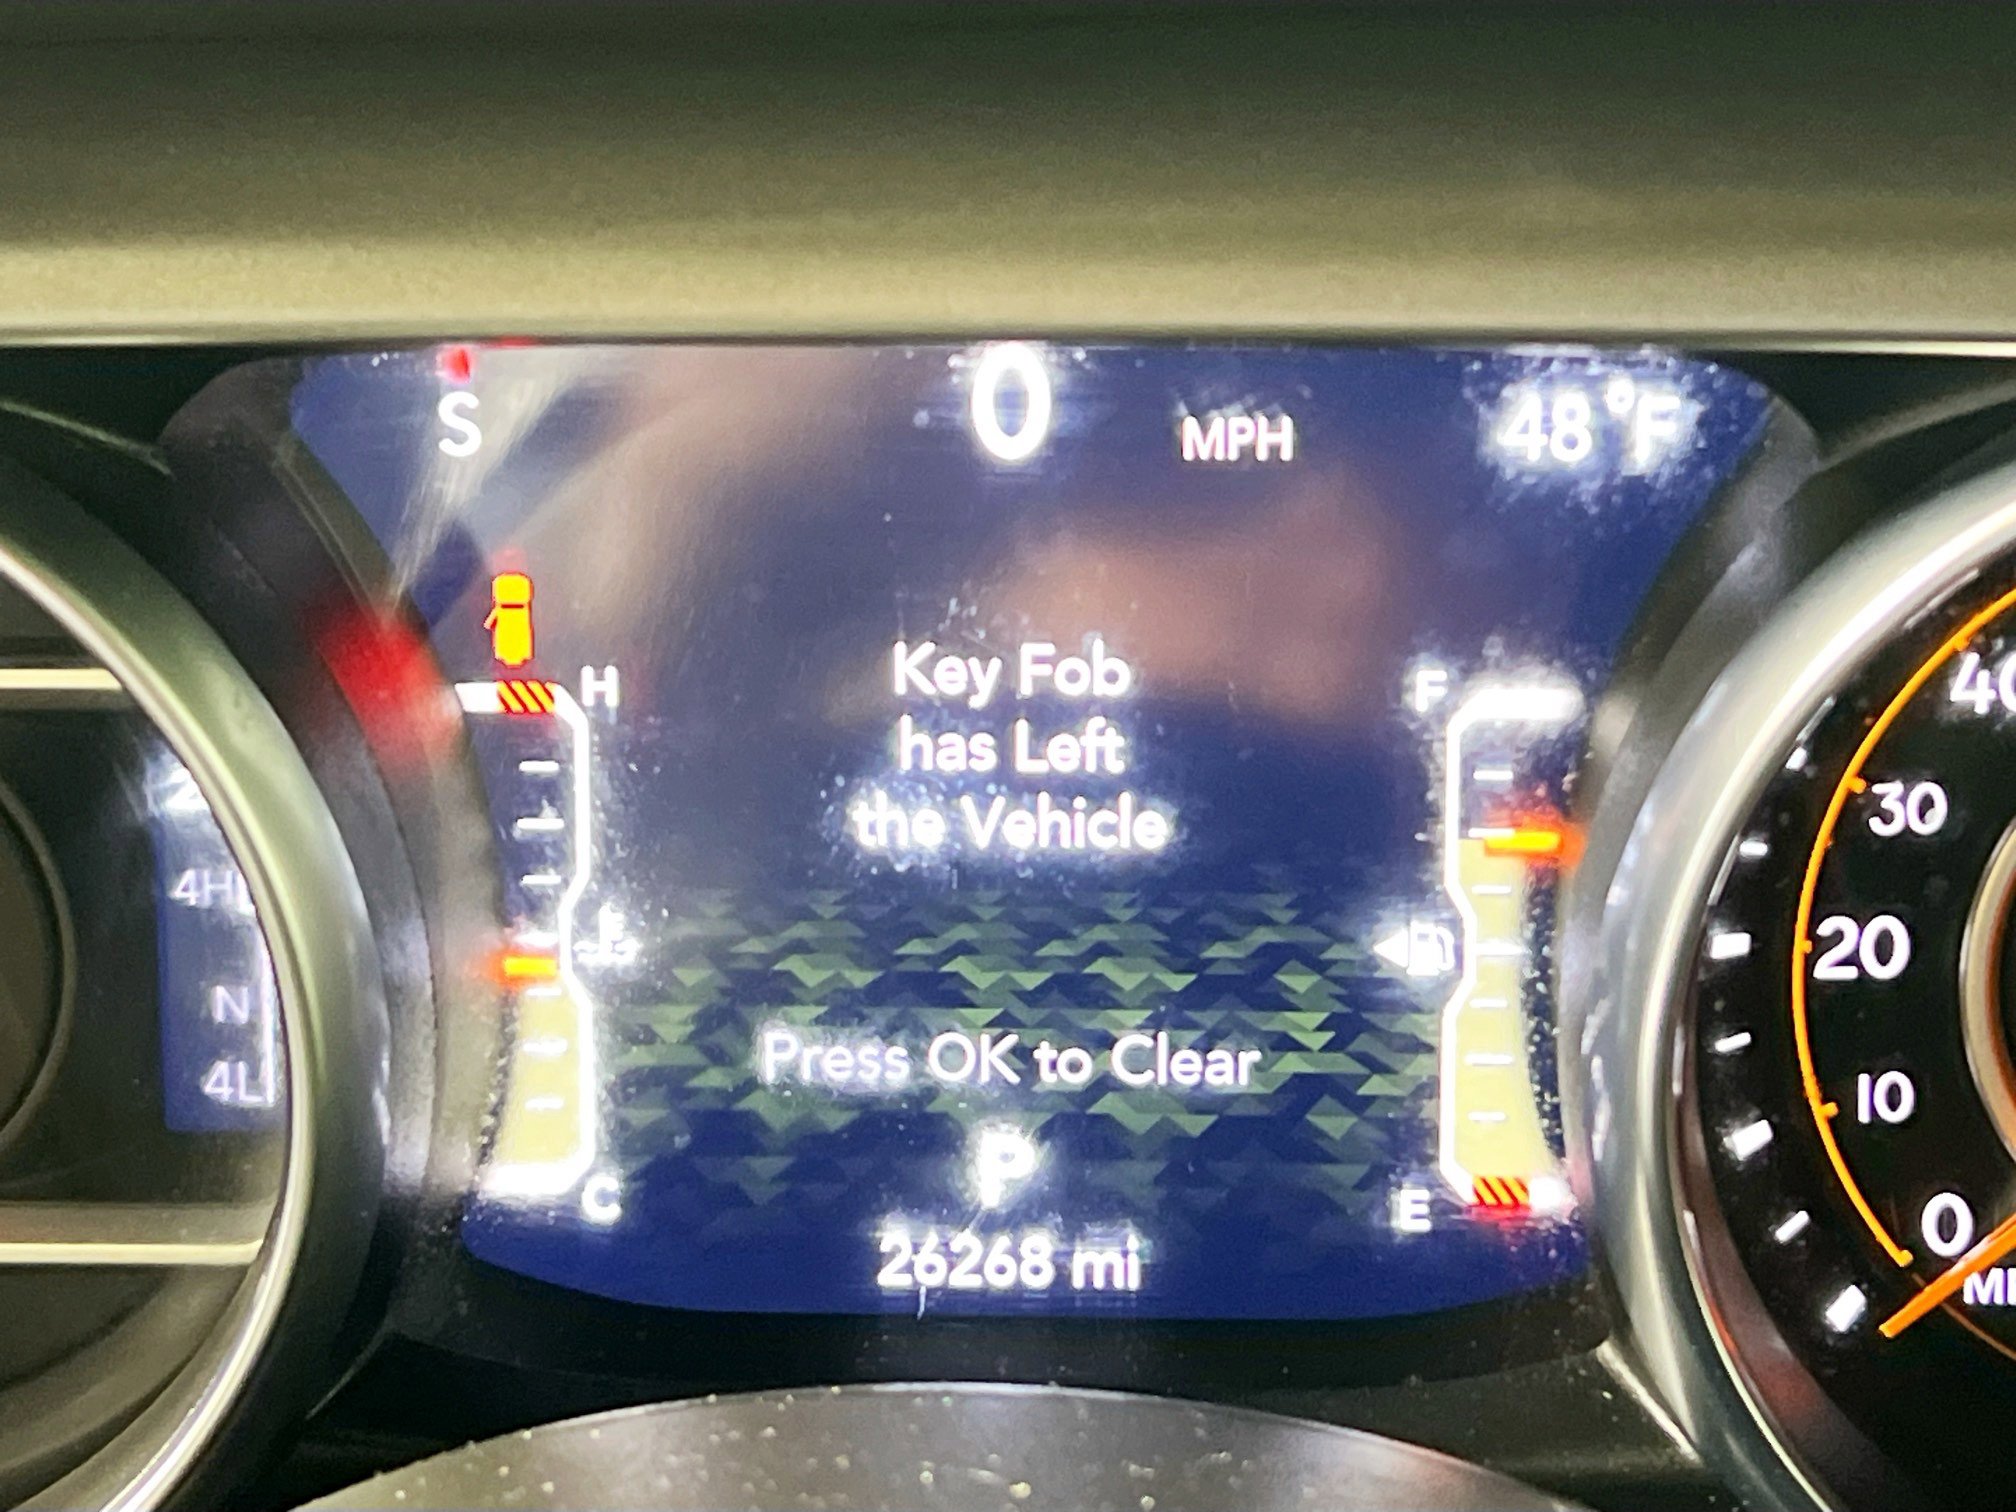 S 0 MPH 48°F
Key Fob
has Left
the Vehicle
H
F
Press OK to Clear
C
P
E
26268 mi
4H
N
4L
40
30
20
10
0